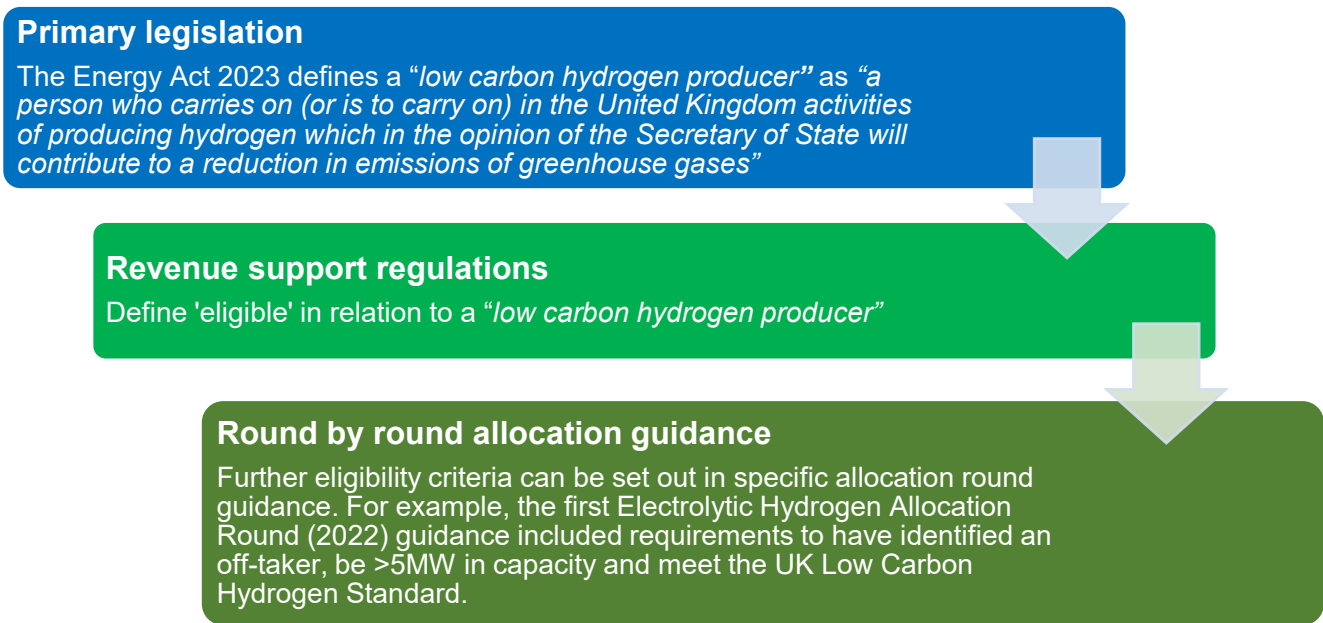 Primary legislation
The Energy Act 2023 defines a “low carbon hydrogen producer” as “a
person who carries on (or is to carry on) in the United Kingdom activities
of producing hydrogen which in the opinion of the Secretary of State will
contribute to a reduction in emissions of greenhouse gases”
Revenue support regulations
Define 'eligible' in relation to a “low carbon hydrogen producer”
Round by round allocation guidance
Further eligibility criteria can be set out in specific allocation round
guidance. For example, the first Electrolytic Hydrogen Allocation
Round (2022) guidance included requirements to have identified an
off-taker, be >5MW in capacity and meet the UK Low Carbon
Hydrogen Standard.